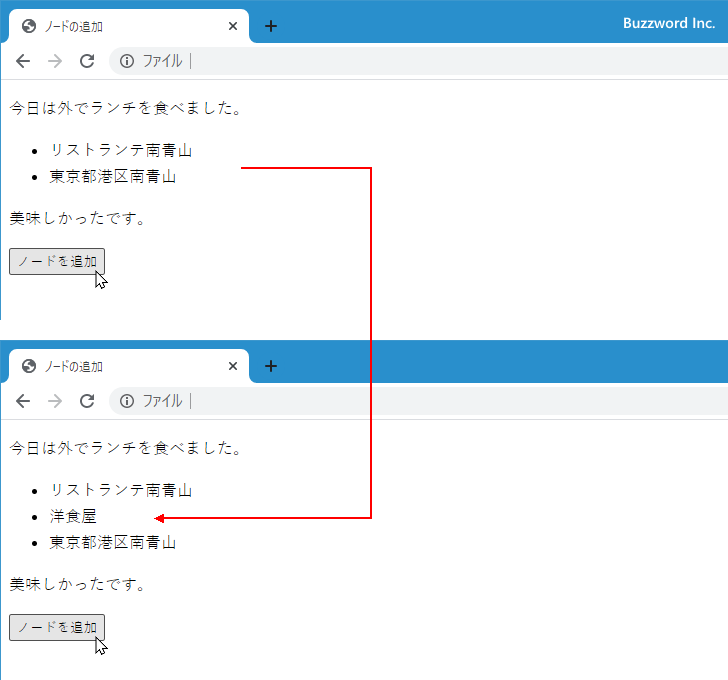 ノードの追加
Buzzword Inc.
ファイル
今日は外でランチを食べました。
リストランテ南青山
東京都港区南青山
美味しかったです。
ノードを追加
ノードの追加
ファイル
今日は外でランチを食べました。
リストランテ南青山
洋食屋
東京都港区南青山
美味しかったです。
ノードを追加